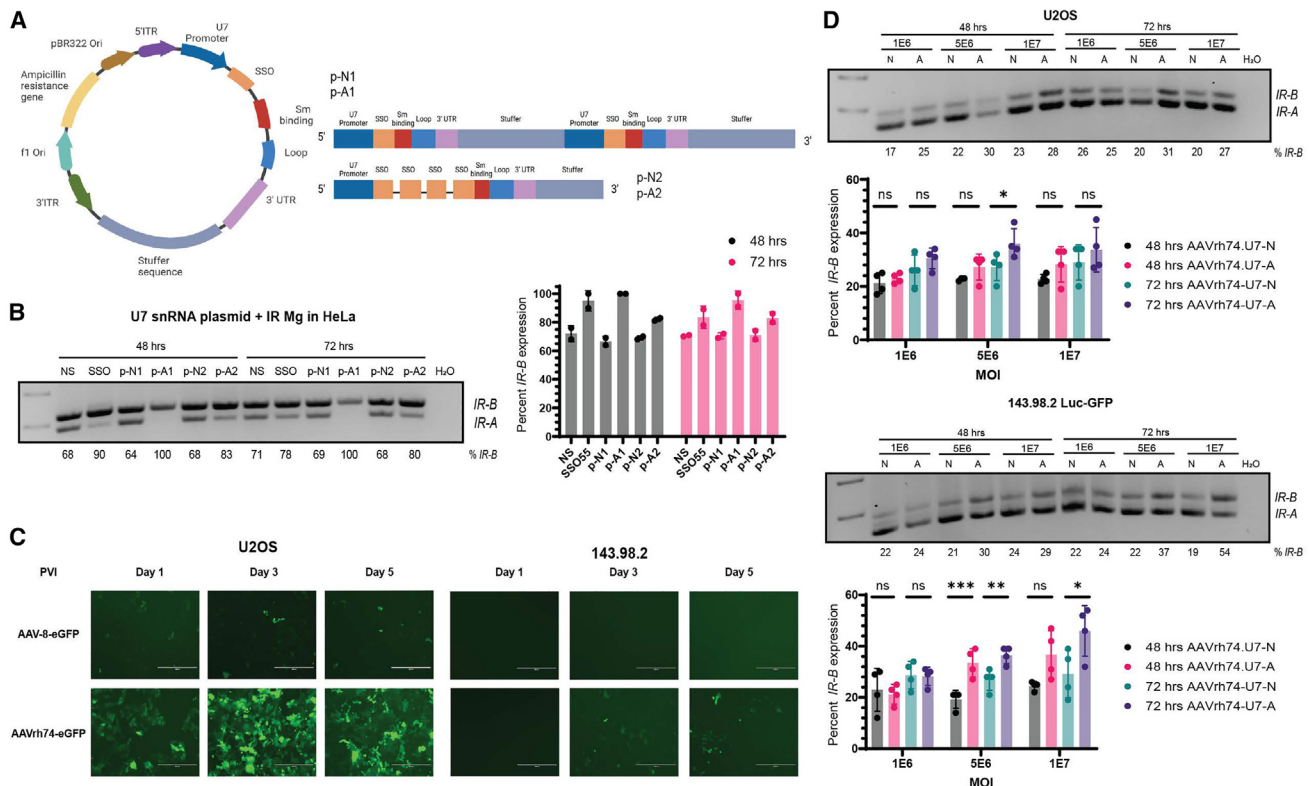 A
pBR322 Ori
5'ITR
U7
Promoter
SSO
Sm
binding
Loop
3' UTR
Stuffer
sequence
3'ITR
f1 Ori
Ampicillin
resistance
gene
p-N1
p-A1
U7
Promoter
SSO
Sm
binding
Loop
3' UTR
Stuffer
U7
Promoter
SSO
Sm
binding
Loop
3' UTR
Stuffer
5'
3'
U7
Promoter
SSO
SSO
SSO
SSO
Sm
binding
Loop
3' UTR
Stuffer
5'
3'
p-N2
p-A2
B
U7 snRNA plasmid + IR Mg in HeLa
48 hrs
72 hrs
NS SSO p-N1 p-A1 p-N2 p-A2 NS SSO p-N1 p-A1 p-N2 p-A2 H₂O
IR-B
IR-A
68 90 64 100 68 83 71 78 69 100 68 80 % IR-B
48 hrs
72 hrs
Percent IR-B expression
100
80
60
40
20
0
NS SSO55 p-N1 p-A1 p-N2 p-A2 NS SSO55 p-N1 p-A1 p-N2 p-A2
C
U2OS
143.98.2
PVI Day 1 Day 3 Day 5 Day 1 Day 3 Day 5
AAV-8-eGFP
AAVrh74-eGFP
D
U2OS
48 hrs
72 hrs
1E6 5E6 1E7 1E6 5E6 1E7
N A N A N A N A N A N A H₂O
IR-B
IR-A
17 25 22 30 23 28 26 25 20 31 20 27 % IR-B
Percent IR-B expression
60
40
20
0
ns ns ns * ns ns
1E6 5E6 1E7
MOI
48 hrs AAVrh74.U7-N
48 hrs AAVrh74.U7-A
72 hrs AAVrh74-U7-N
72 hrs AAVrh74-U7-A
143.98.2 Luc-GFP
48 hrs
72 hrs
1E6 5E6 1E7 1E6 5E6 1E7
N A N A N A N A N A N A H₂O
IR-B
IR-A
22 24 21 30 24 29 22 24 22 37 19 54 % IR-B
Percent IR-B expression
60
40
20
0
ns ns *** ** ns *
1E6 5E6 1E7
MOI
48 hrs AAVrh74.U7-N
48 hrs AAVrh74.U7-A
72 hrs AAVrh74-U7-N
72 hrs AAVrh74-U7-A